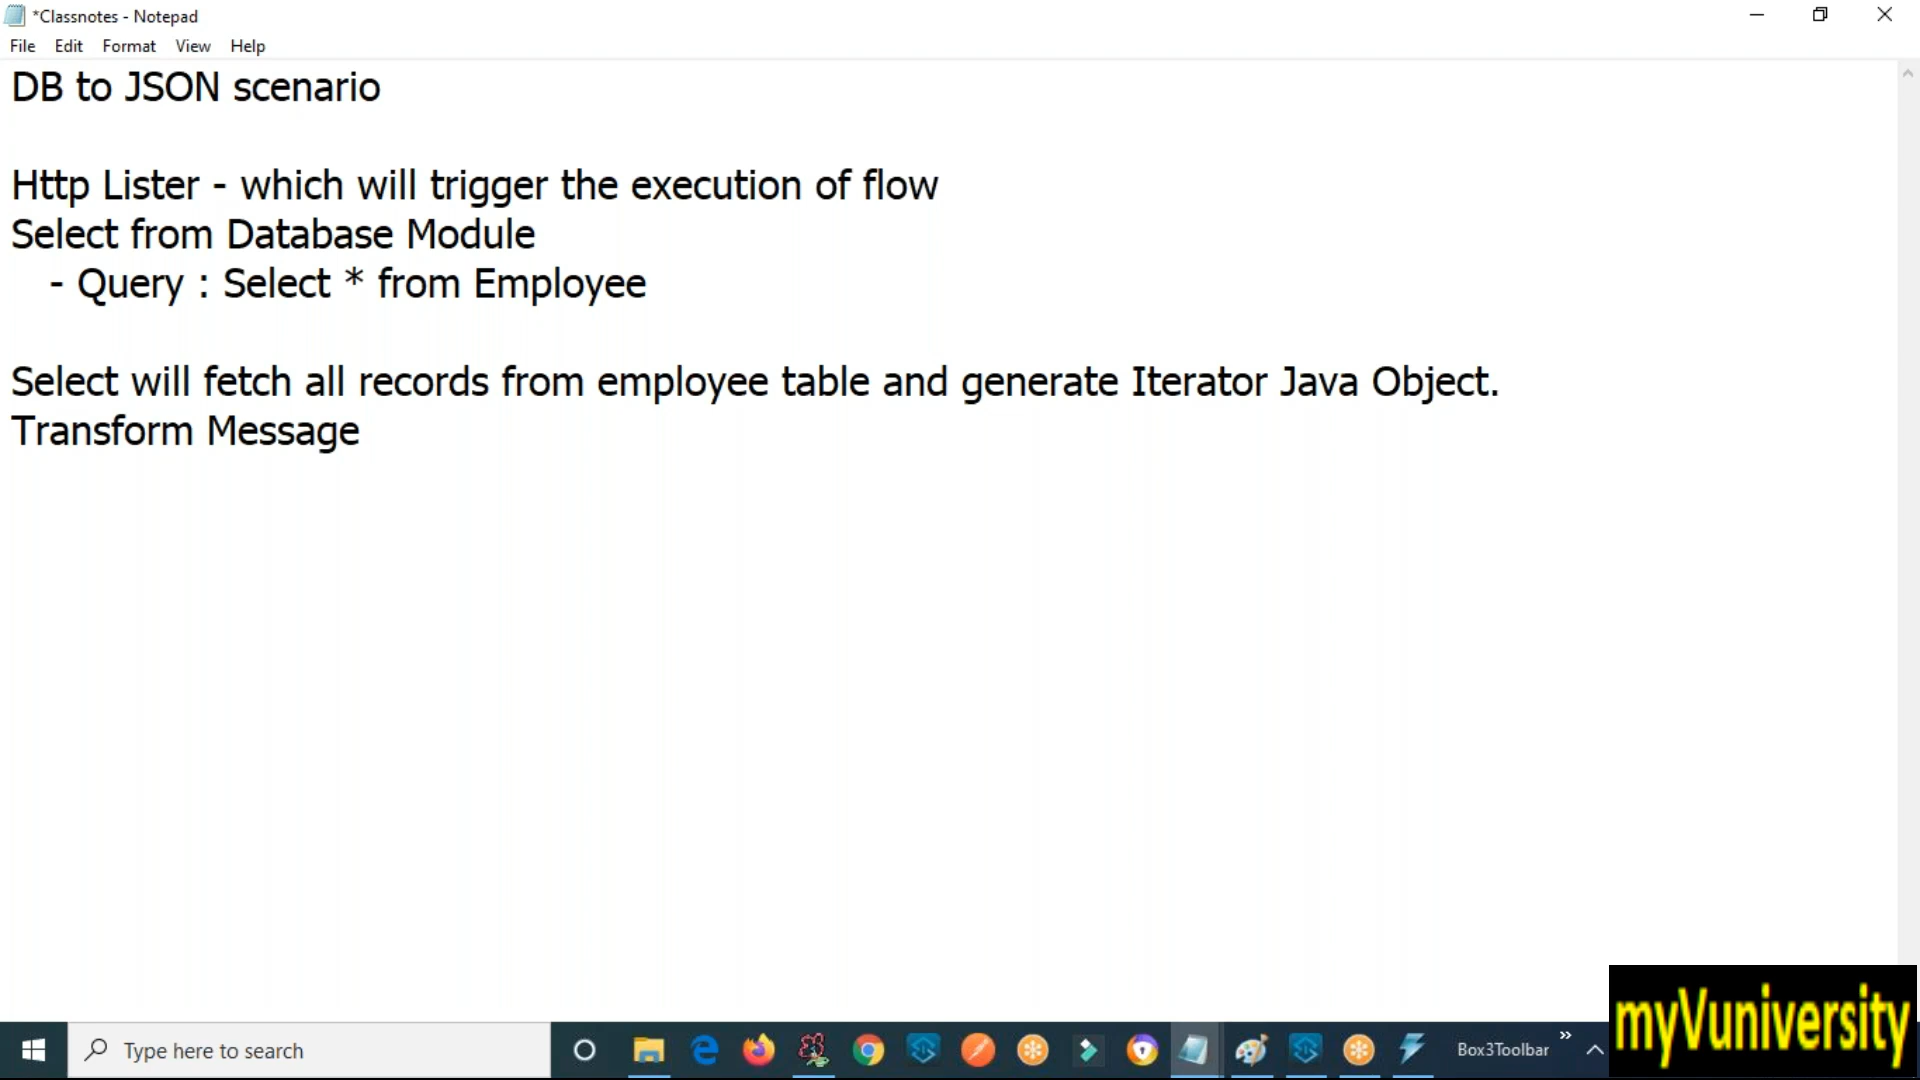 *Classnotes - Notepad
File Edit Format View Help
DB to JSON scenario
Http Lister - which will trigger the execution of flow
Select from Database Module
- Query : Select * from Employee
Select will fetch all records from employee table and generate Iterator Java Object.
Transform Message
Type here to search
Box3Toolbar
myVuniversity